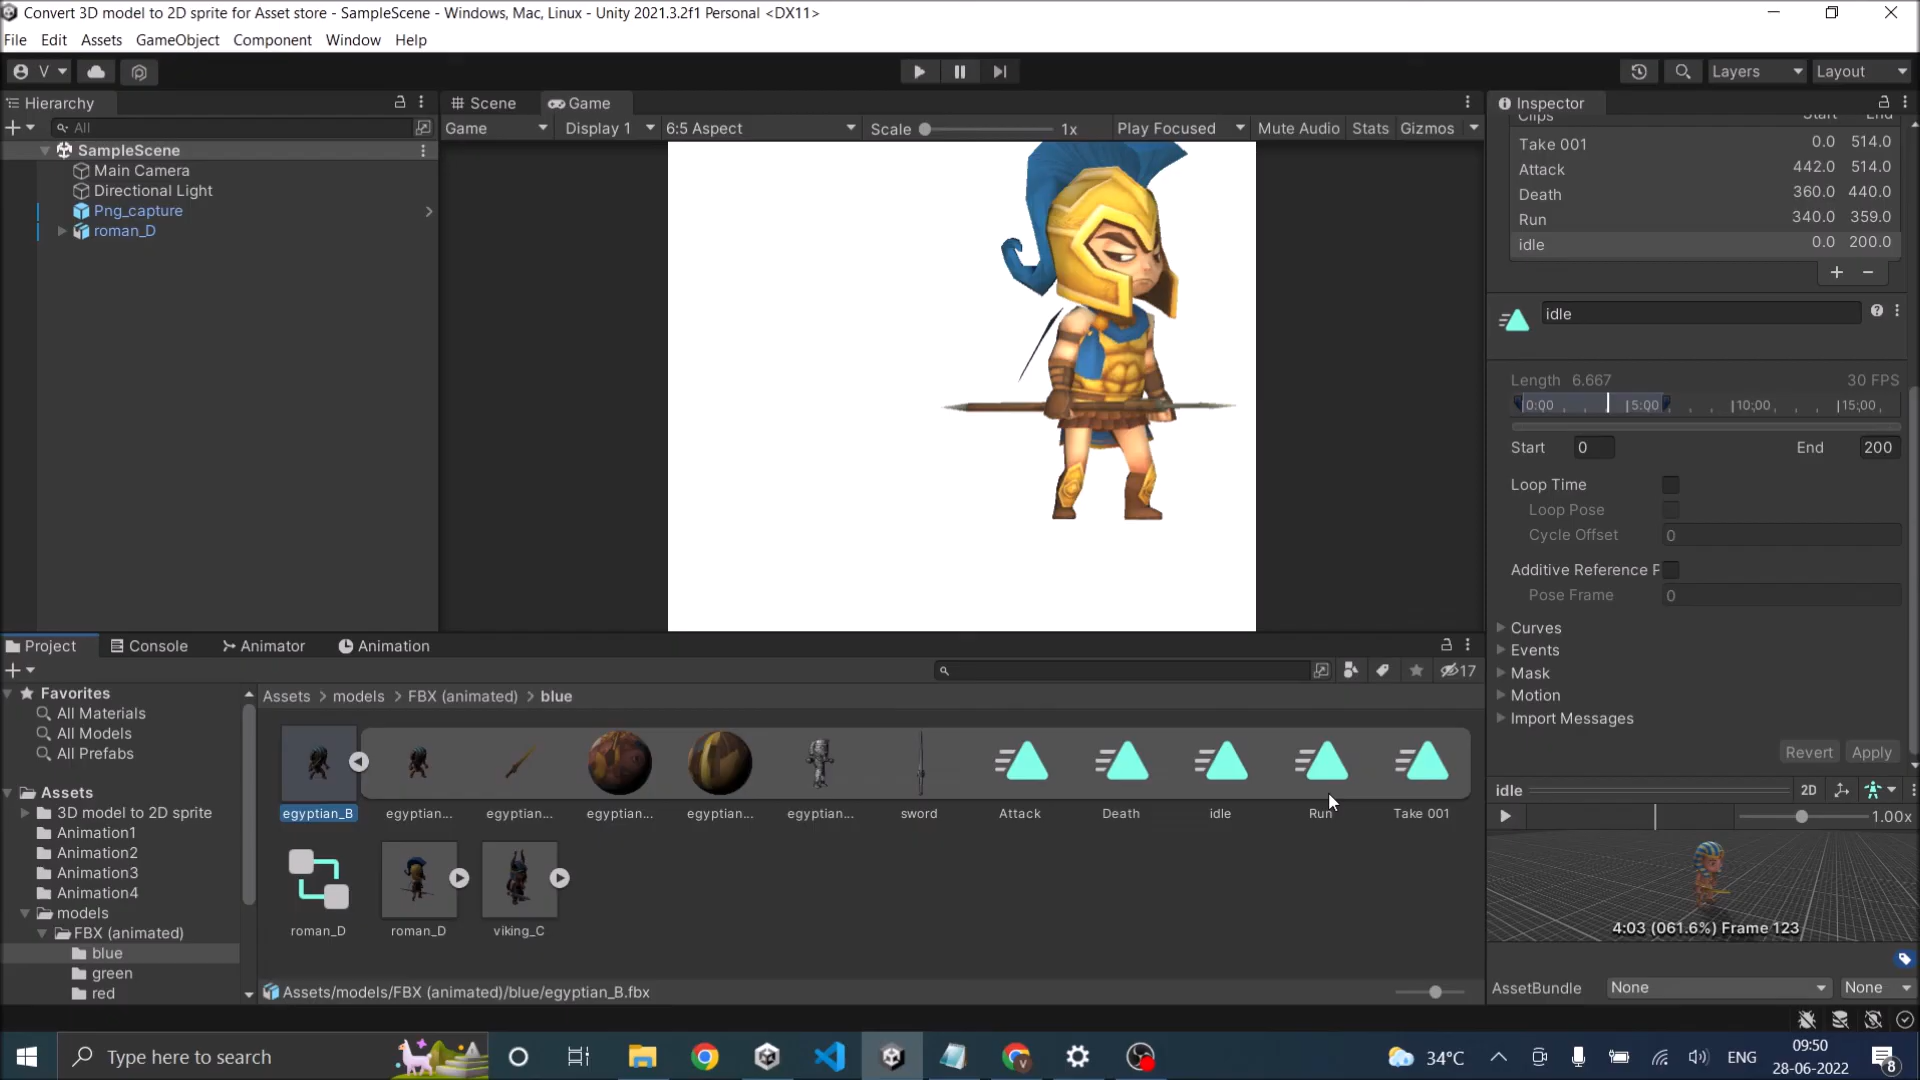 Convert 3D model to 2D sprite for Asset store - SampleScene - Windows, Mac, Linux - Unity 2021.3.2f1 Personal <DX11>
File Edit Assets GameObject Component Window Help
V Layers Layout
Hierarchy
All
SampleScene
Main Camera
Directional Light
Png_capture
roman_D
Scene Game
Game Display 1 6:5 Aspect Scale 1x Play Focused Mute Audio Stats Gizmos
Inspector
Clips Start End
Take 001 0.0 514.0
Attack 442.0 514.0
Death 360.0 440.0
Run 340.0 359.0
idle 0.0 200.0
idle
Length 6.667 30 FPS
0:00 5:00 10:00 15:00
Start 0 End 200
Loop Time
Loop Pose
Cycle Offset 0
Additive Reference P
Pose Frame 0
Curves
Events
Mask
Motion
Import Messages
Revert Apply
idle 2D
1.00x
4:03 (061.6%) Frame 123
AssetBundle None None
Project Console Animator Animation
17
Favorites
All Materials
All Models
All Prefabs
Assets
3D model to 2D sprite
Animation1
Animation2
Animation3
Animation4
models
FBX (animated)
blue
green
red
Assets > models > FBX (animated) > blue
egyptian_B egyptian... egyptian... egyptian... egyptian... egyptian... sword Attack Death idle Run Take 001
roman_D roman_D viking_C
Assets/models/FBX (animated)/blue/egyptian_B.fbx
Type here to search
34°C ENG
09:50
28-06-2022
8